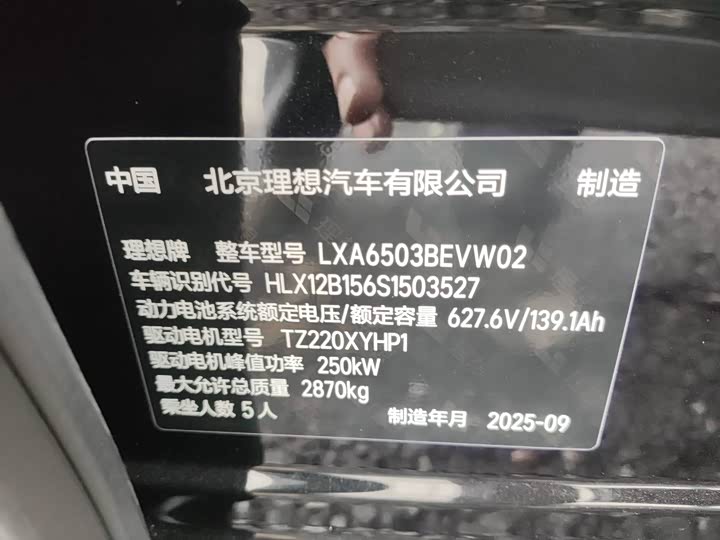 中国 北京理想汽车有限公司 制造
理想牌 整车型号 LXA6503BEVW02
车辆识别代号 HLX12B156S1503527
动力电池系统额定电压/额定容量 627.6V/139.1Ah
驱动电机型号 TZ220XYHP1
驱动电机峰值功率 250kW
最大允许总质量 2870kg
乘坐人数 5 人 制造年月 2025-09